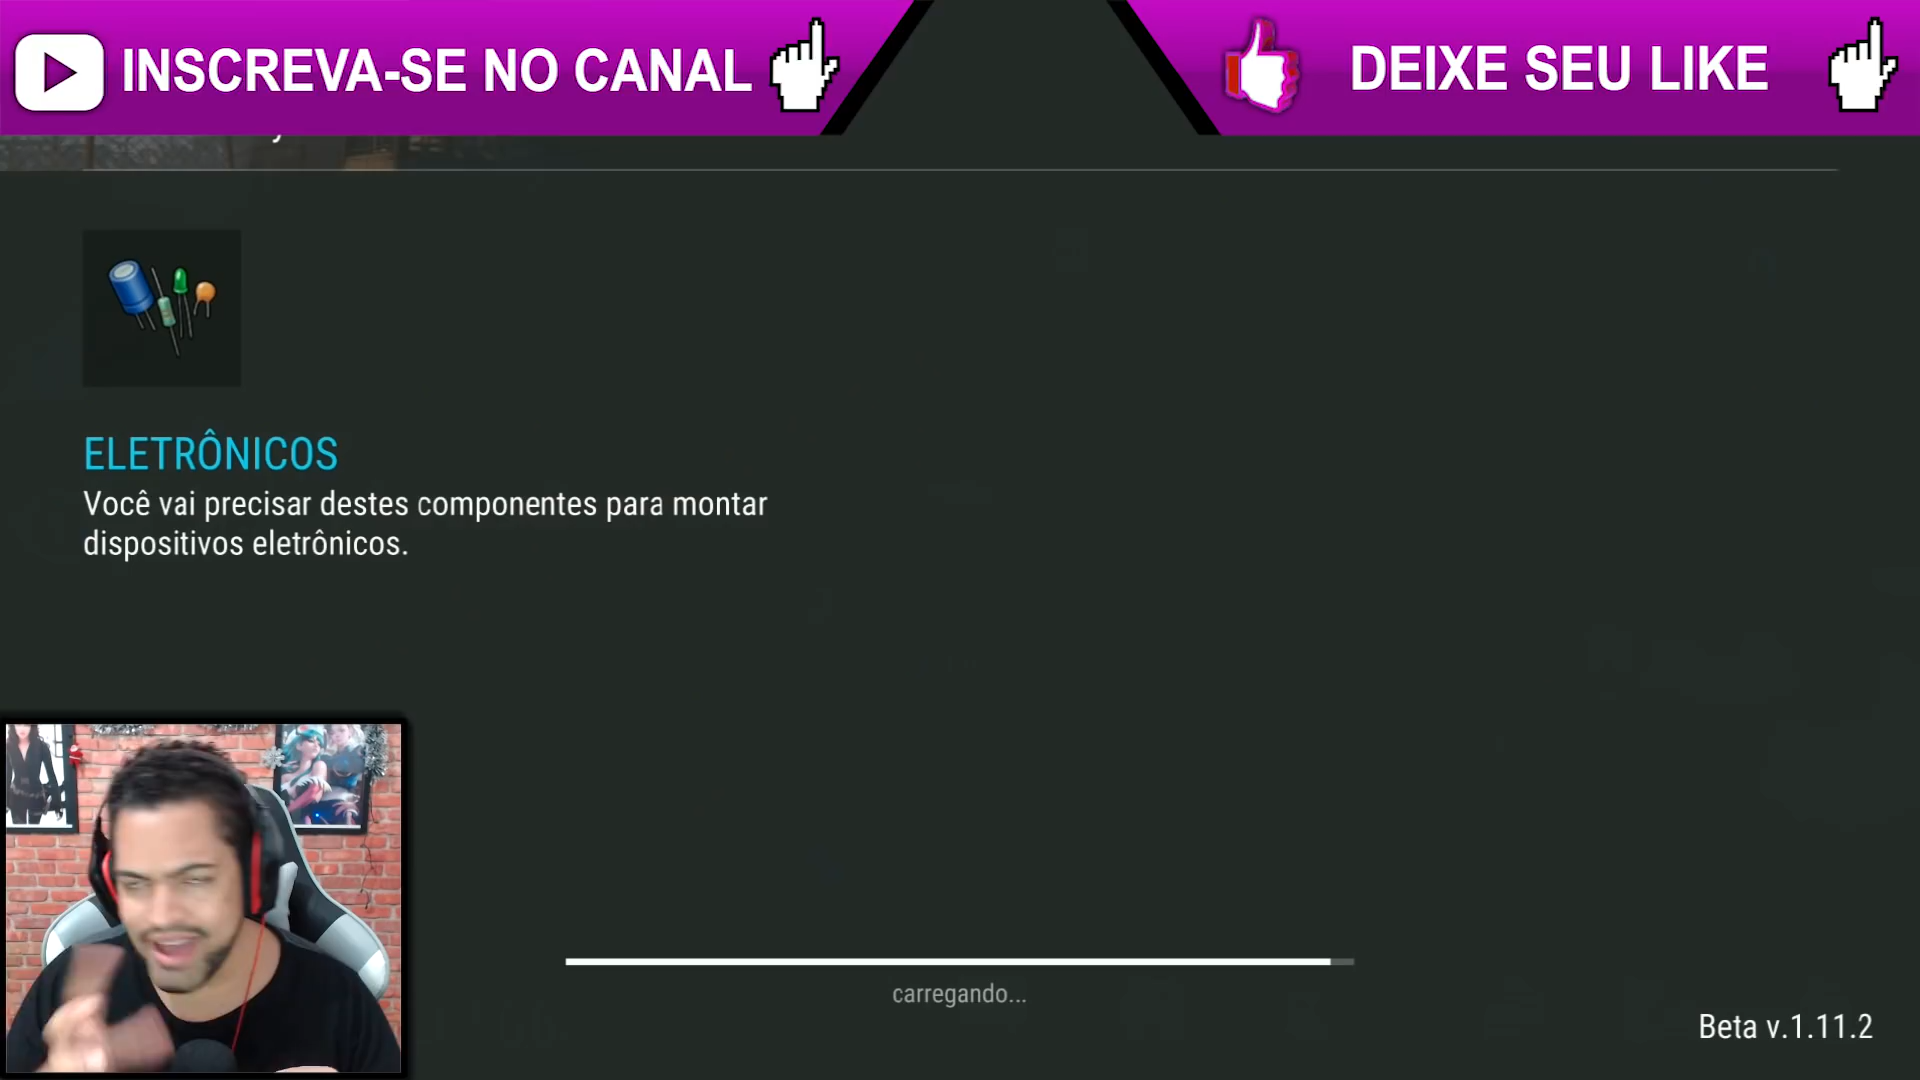 INSCREVA-SE NO CANAL
DEIXE SEU LIKE
ELETRÔNICOS
Você vai precisar destes componentes para montar
dispositivos eletrônicos.
carregando...
Beta v.1.11.2